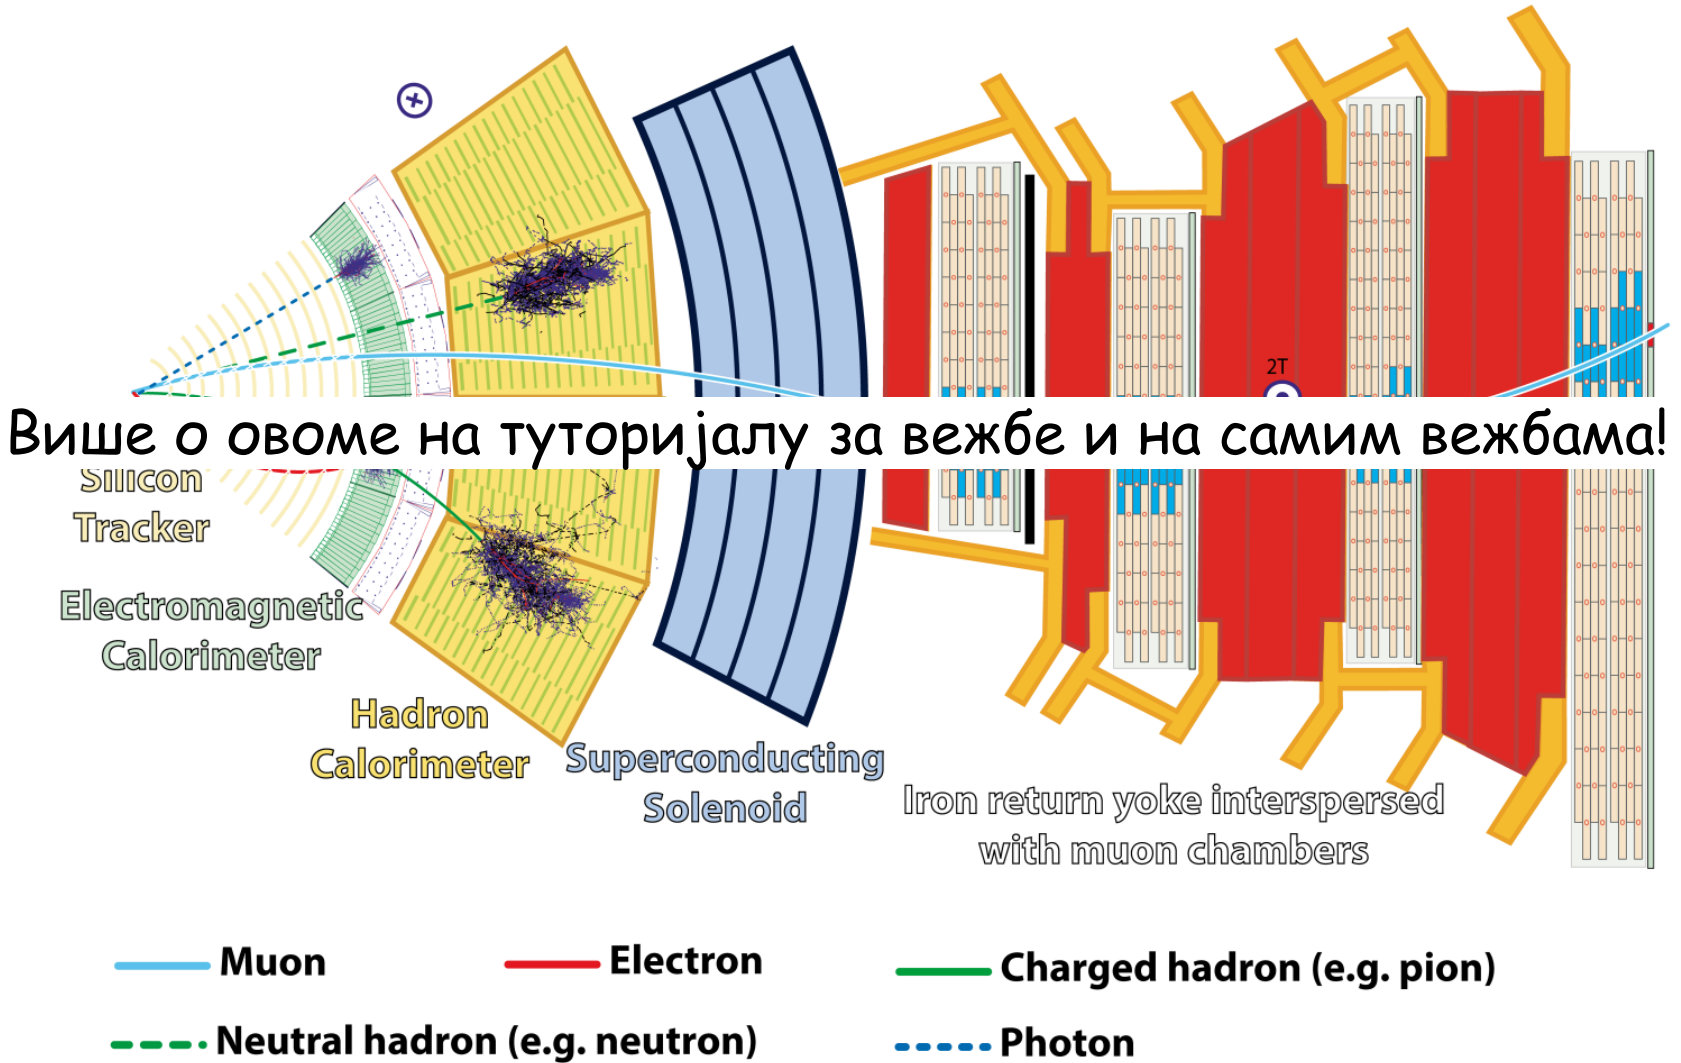 2T
Више о овоме на туторијалу за вежбе и на самим вежбама!
Silicon
Tracker
Electromagnetic
Calorimeter
Hadron
Calorimeter
Superconducting
Solenoid
Iron return yoke interspersed
with muon chambers
Muon
Electron
Charged hadron (e.g. pion)
Neutral hadron (e.g. neutron)
Photon